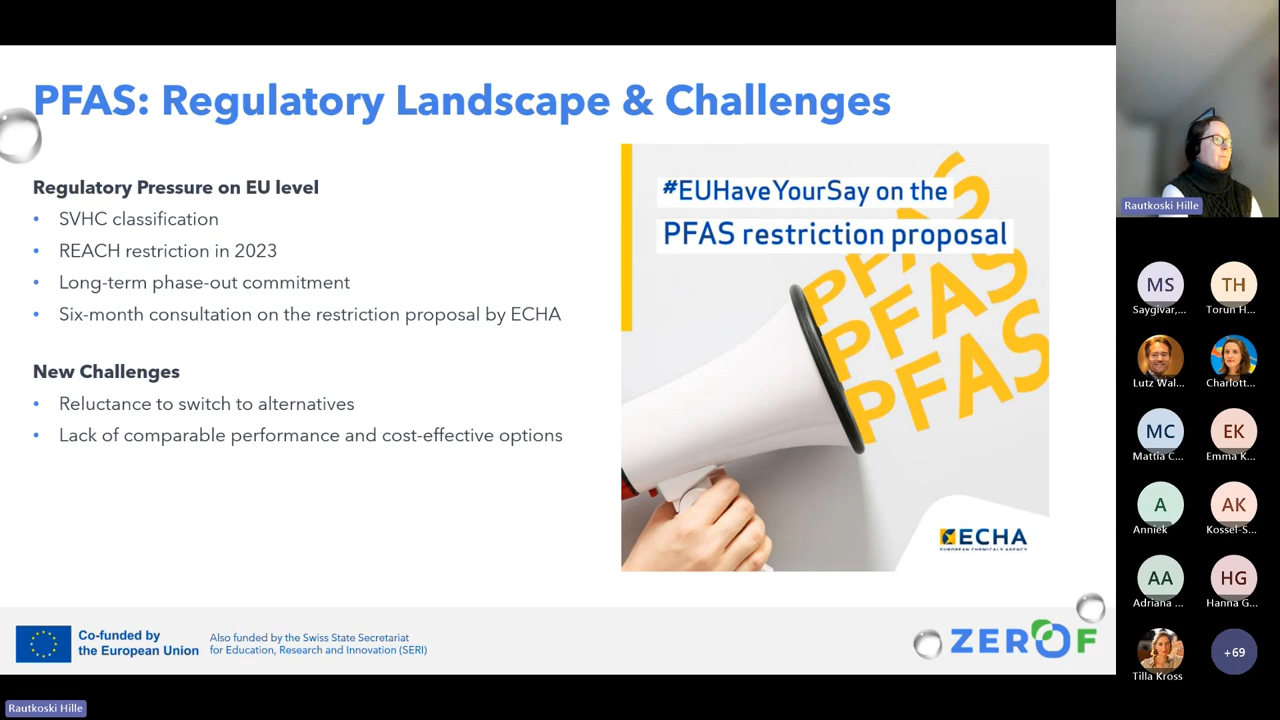 PFAS: Regulatory Landscape & Challenges
Regulatory Pressure on EU level
• SVHC classification
• REACH restriction in 2023
• Long-term phase-out commitment
• Six-month consultation on the restriction proposal by ECHA
New Challenges
• Reluctance to switch to alternatives
• Lack of comparable performance and cost-effective options
#EUHaveYourSay on the
PFAS restriction proposal
PFAS
PFAS
PFAS
ECHA
EUROPEAN CHEMICALS AGENCY
Co-funded by
the European Union
Also funded by the Swiss State Secretariat
for Education, Research and Innovation (SERI)
ZEROF
Rautkoski Hille
Rautkoski Hille
MS
Saygivar,...
TH
Torun H...
Lutz Wal...
Charlott...
MC
Mattia C...
EK
Emma K...
A
Anniek
AK
Kossel-S...
AA
Adriana ...
HG
Hanna G...
Tilla Kross
+69